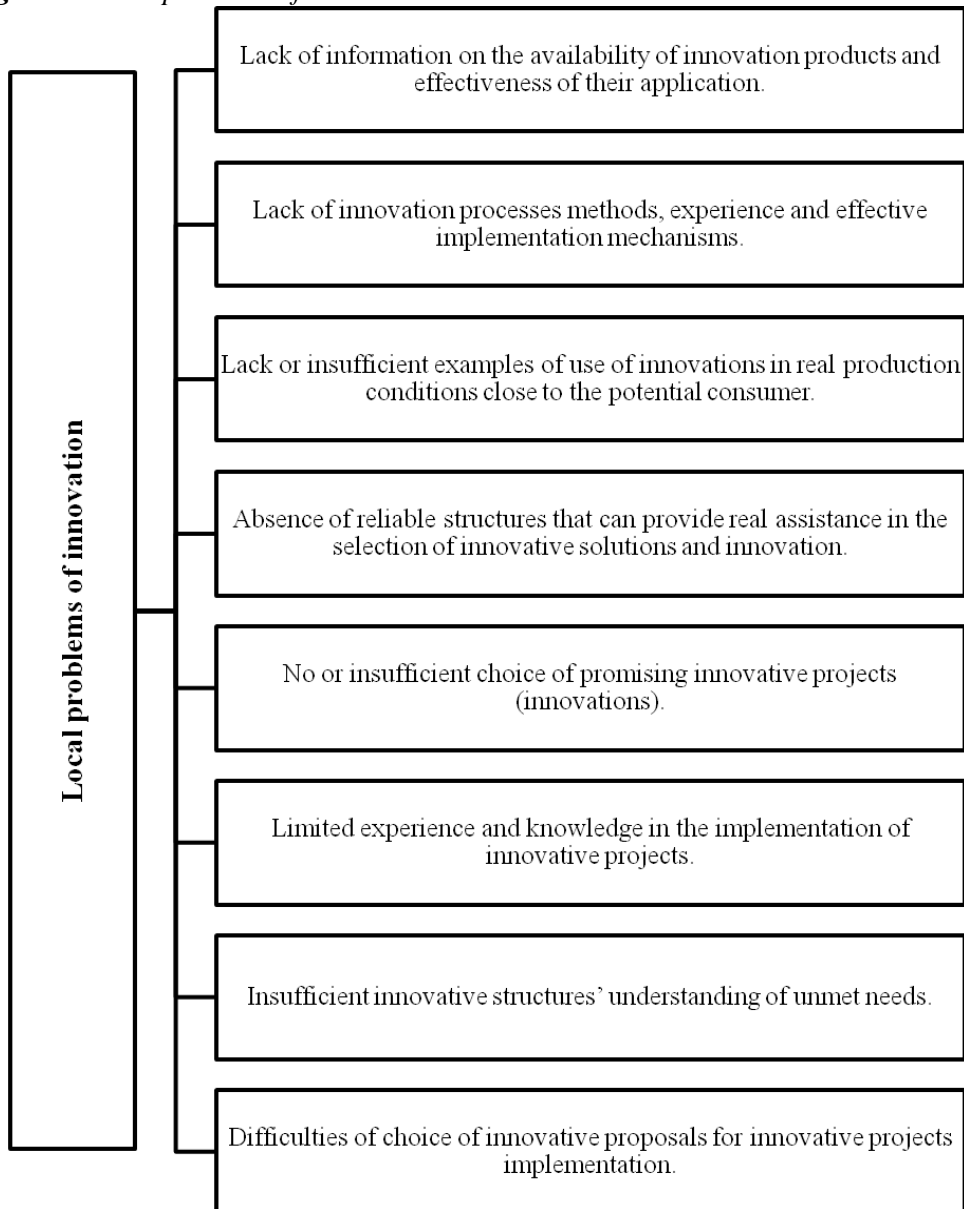 Local problems of innovation
Lack of information on the availability of innovation products and
effectiveness of their application.
Lack of innovation processes methods, experience and effective
implementation mechanisms.
Lack or insufficient examples of use of innovations in real production
conditions close to the potential consumer.
Absence of reliable structures that can provide real assistance in the
selection of innovative solutions and innovation.
No or insufficient choice of promising innovative projects
(innovations).
Limited experience and knowledge in the implementation of
innovative projects.
Insufficient innovative structures’ understanding of unmet needs.
Difficulties of choice of innovative proposals for innovative projects
implementation.